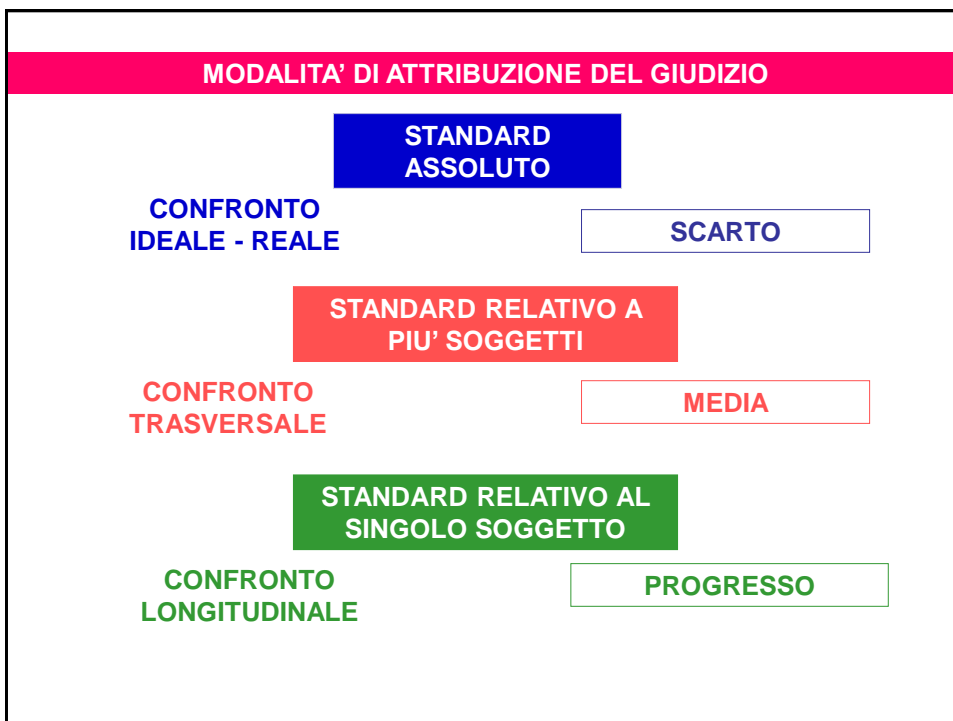 MODALITA’ DI ATTRIBUZIONE DEL GIUDIZIO
STANDARD
ASSOLUTO
CONFRONTO
IDEALE - REALE
SCARTO
STANDARD RELATIVO A
PIU’ SOGGETTI
CONFRONTO
TRASVERSALE
MEDIA
STANDARD RELATIVO AL
SINGOLO SOGGETTO
CONFRONTO
LONGITUDINALE
PROGRESSO